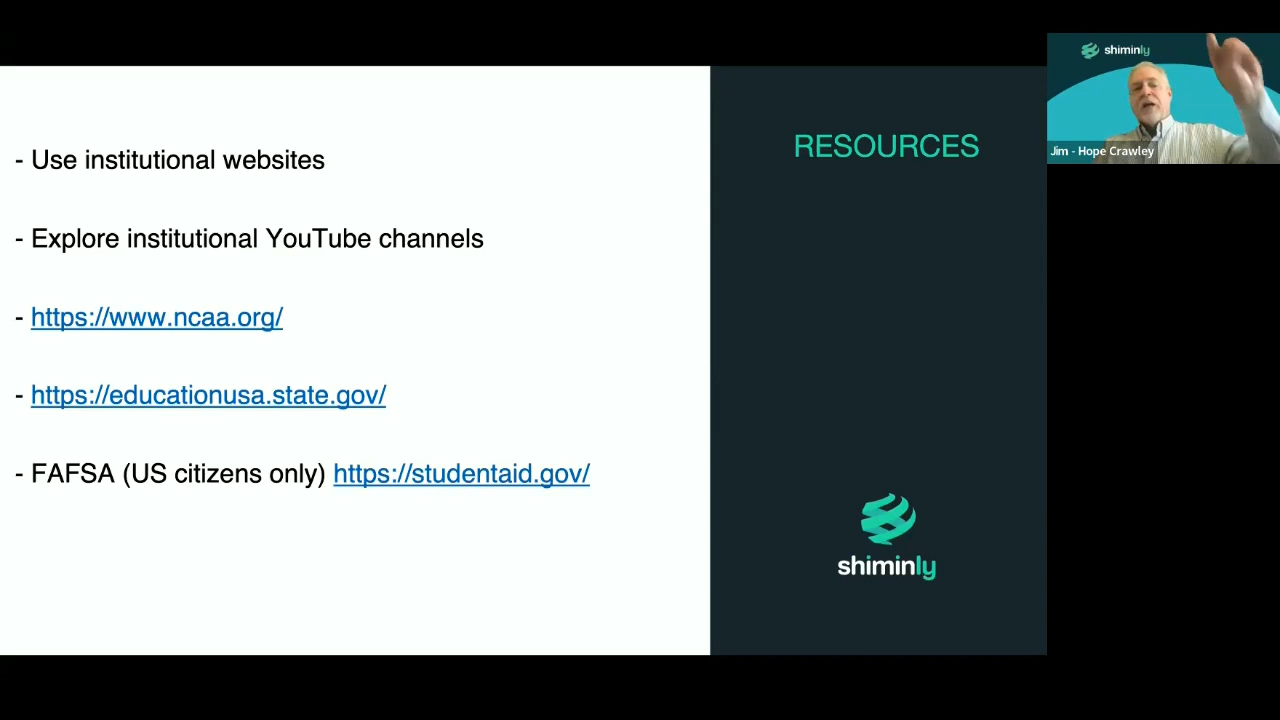 - Use institutional websites
- Explore institutional YouTube channels
- https://www.ncaa.org/
- https://educationusa.state.gov/
- FAFSA (US citizens only) https://studentaid.gov/
RESOURCES
shiminly
shiminly
Jim - Hope Crawley